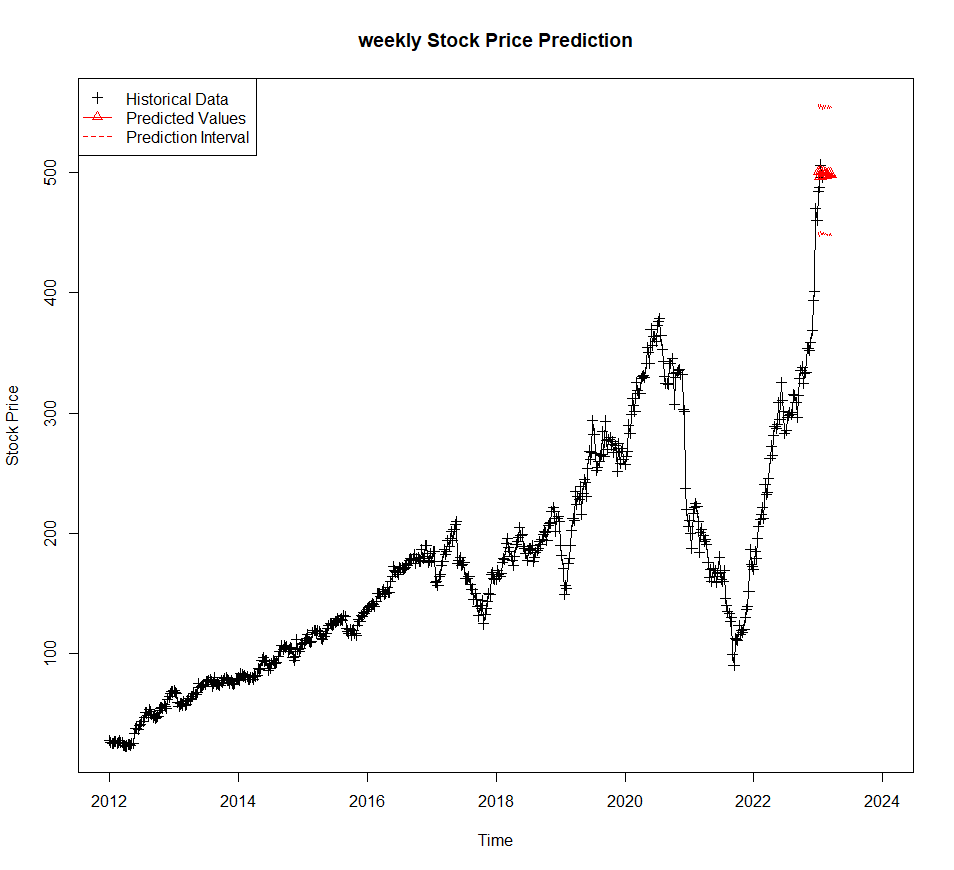 weekly Stock Price Prediction
Historical Data
Predicted Values
Prediction Interval
Stock Price
500
400
300
200
100
2012 2014 2016 2018 2020 2022 2024
Time